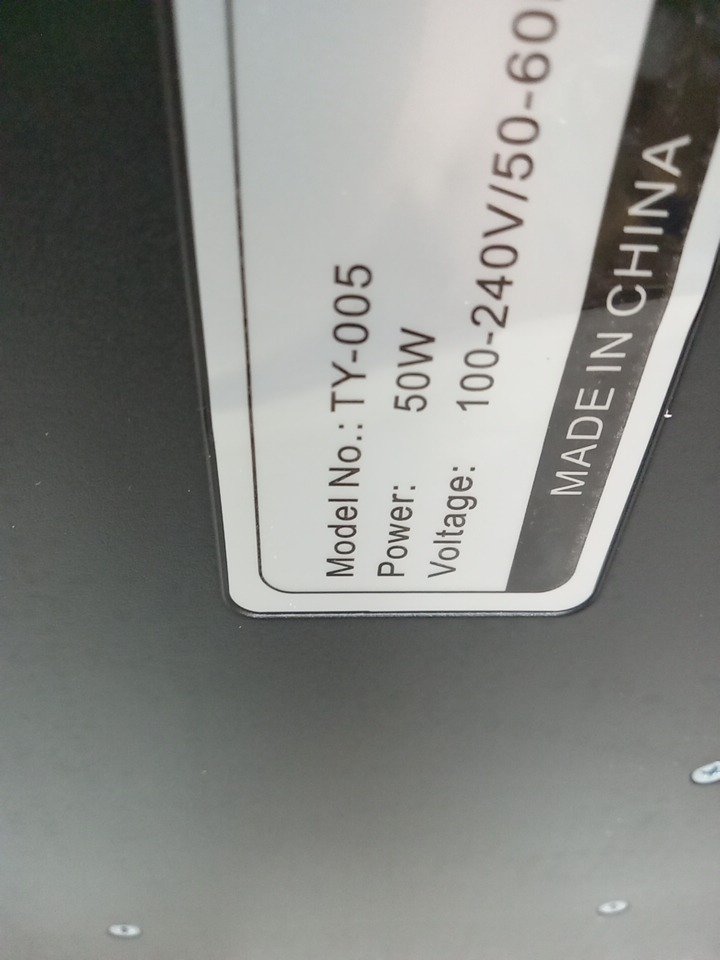 Model No.: TY-005
Power: 50W
Voltage: 100-240V/50-60
MADE IN CHINA